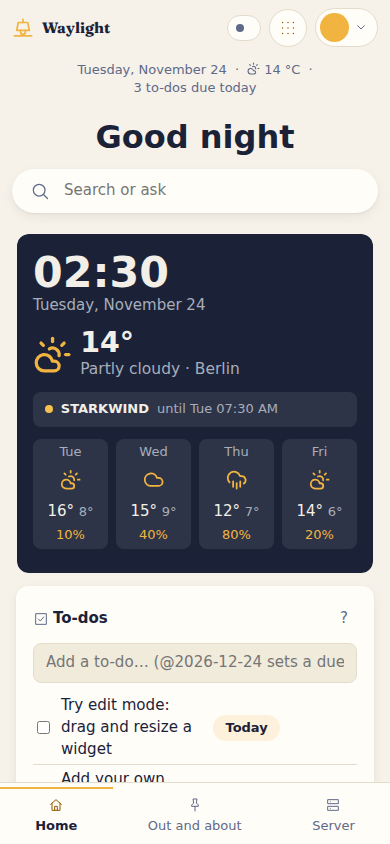 Waylight
Tuesday, November 24 · 14 °C ·
3 to-dos due today
Good night
Search or ask
02:30
Tuesday, November 24
14°
Partly cloudy · Berlin
STARKWIND until Tue 07:30 AM
Tue Wed Thu Fri
16° 8° 15° 9° 12° 7° 14° 6°
10% 40% 80% 20%
To-dos ?
Add a to-do… (@2026-12-24 sets a due
Try edit mode:
drag and resize a
widget
Today
Add your own
Home Out and about Server